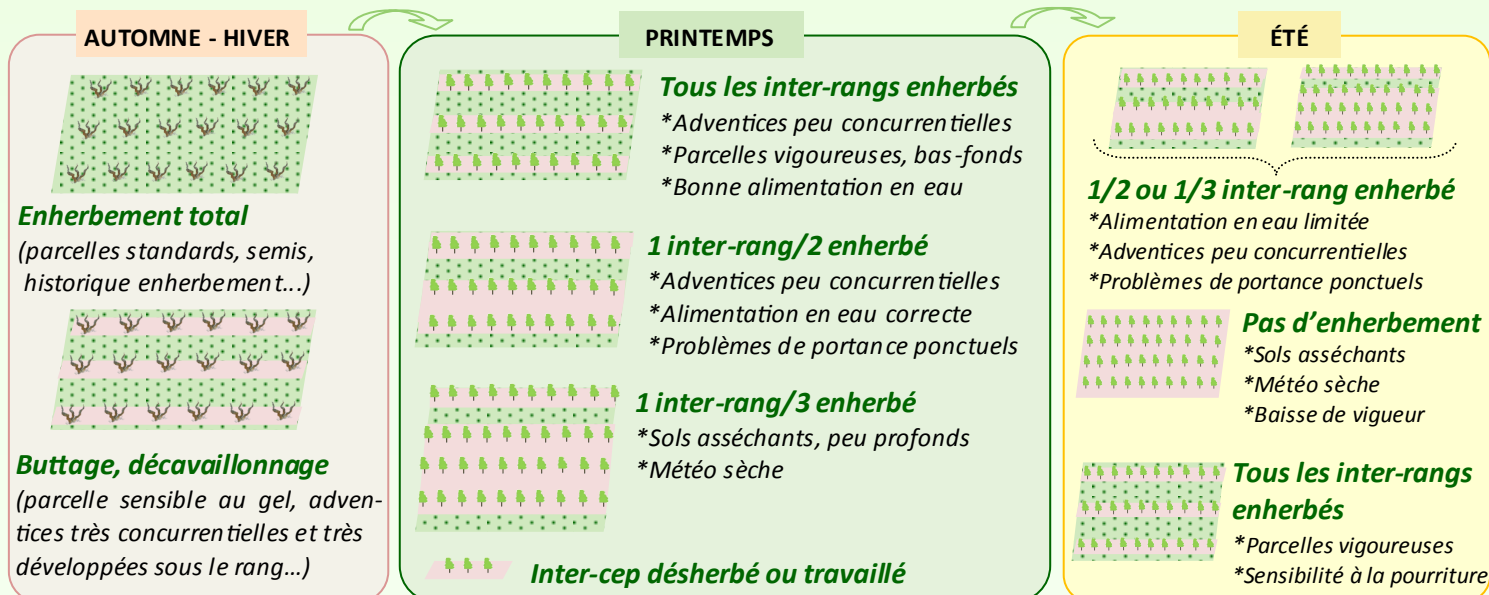 AUTOMNE - HIVER
Enherbement total
(parcelles standards, semis,
historique enherbement...)
Buttage, décavaillonnage
(parcelle sensible au gel, adven-
tices très concurrentielles et très
développées sous le rang...)
PRINTEMPS
Tous les inter-rangs enherbés
*Adventices peu concurrentielles
*Parcelles vigoureuses, bas-fonds
*Bonne alimentation en eau
1 inter-rang/2 enherbé
*Adventices peu concurrentielles
*Alimentation en eau correcte
*Problèmes de portance ponctuels
1 inter-rang/3 enherbé
*Sols asséchants, peu profonds
*Météo sèche
Inter-cep désherbé ou travaillé
ÉTÉ
1/2 ou 1/3 inter-rang enherbé
*Alimentation en eau limitée
*Adventices peu concurrentielles
*Problèmes de portance ponctuels
Pas d'enherbement
*Sols asséchants
*Météo sèche
*Baisse de vigueur
Tous les inter-rangs
enherbés
*Parcelles vigoureuses
*Sensibilité à la pourriture